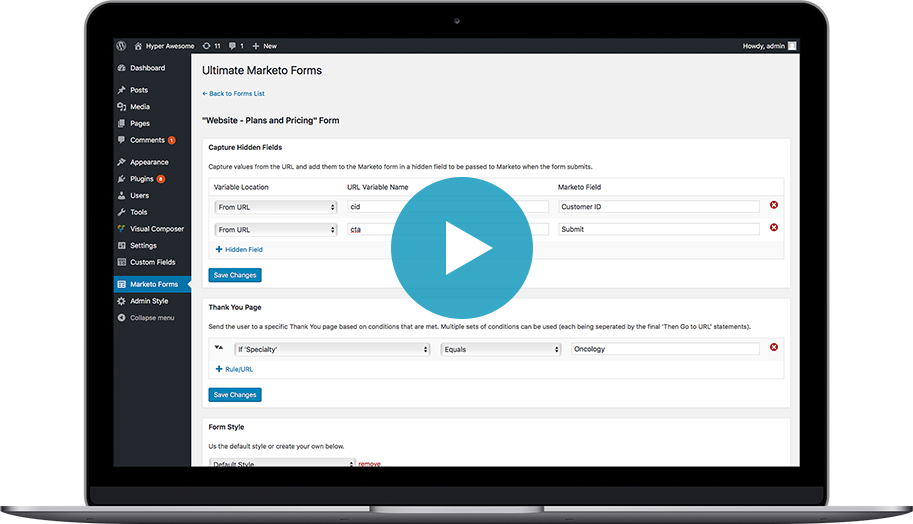 Hyper Awesome 11 1 + New Howdy, admin
Dashboard
Posts
Media
Pages
Comments 1
Appearance
Plugins 8
Users
Tools
Visual Composer
Settings
Custom Fields
Marketo Forms
Admin Style
Collapse menu
Ultimate Marketo Forms
← Back to Forms List
"Website - Plans and Pricing" Form
Capture Hidden Fields
Capture values from the URL and add them to the Marketo form in a hidden field to be passed to Marketo when the form submits.
Variable Location URL Variable Name Marketo Field
From URL cid Customer ID
From URL cta Submit
+ Hidden Field
Save Changes
Thank You Page
Send the user to a specific Thank You page based on conditions that are met. Multiple sets of conditions can be used (each being seperated by the final 'Then Go to URL' statements).
If 'Specialty' Equals Oncology
+ Rule/URL
Save Changes
Form Style
Us the default style or create your own below.
Default Style remove